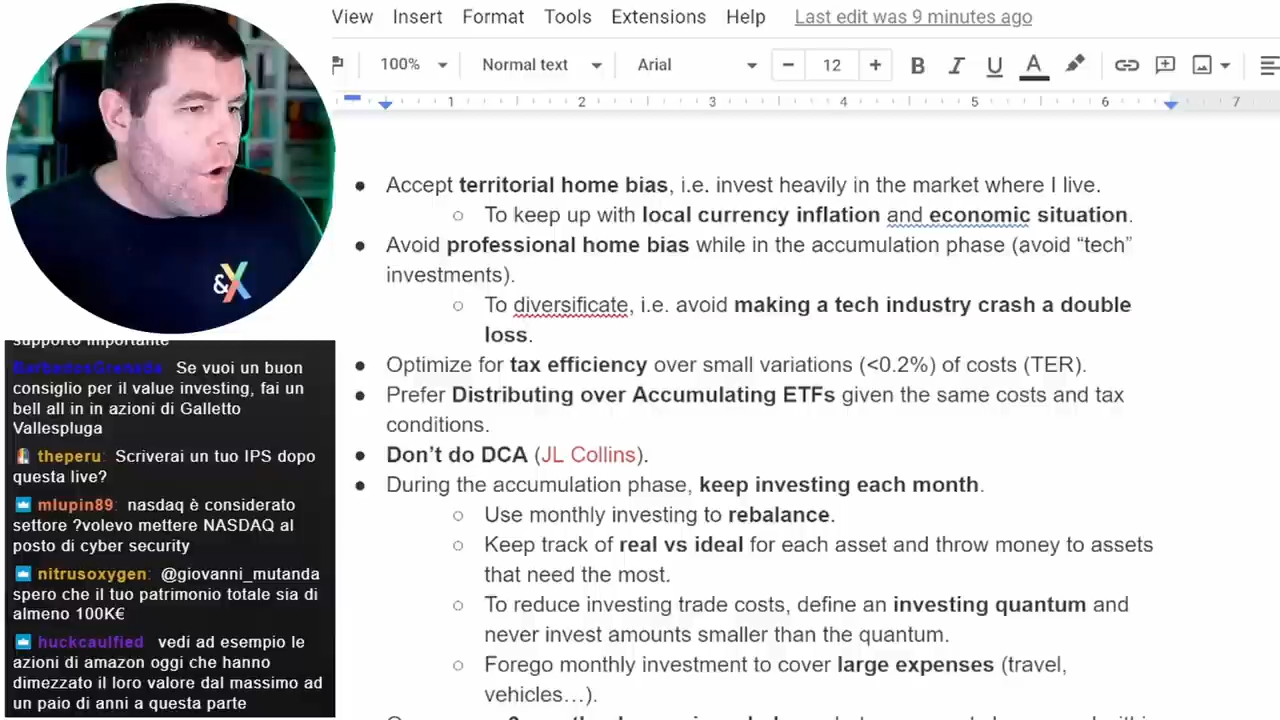 View Insert Format Tools Extensions Help Last edit was 9 minutes ago
100% Normal text Arial 12 B I U A
1 2 3 4 5 6 7
● Accept territorial home bias, i.e. invest heavily in the market where I live.
○ To keep up with local currency inflation and economic situation.
● Avoid professional home bias while in the accumulation phase (avoid “tech”
investments).
○ To diversificate, i.e. avoid making a tech industry crash a double
loss.
● Optimize for tax efficiency over small variations (<0.2%) of costs (TER).
● Prefer Distributing over Accumulating ETFs given the same costs and tax
conditions.
● Don’t do DCA (JL Collins).
● During the accumulation phase, keep investing each month.
○ Use monthly investing to rebalance.
○ Keep track of real vs ideal for each asset and throw money to assets
that need the most.
○ To reduce investing trade costs, define an investing quantum and
never invest amounts smaller than the quantum.
○ Forego monthly investment to cover large expenses (travel,
vehicles…).
&X
supporto importante
BarbadosGrenada Se vuoi un buon
consiglio per il value investing, fai un
bell all in in azioni di Galletto
Vallespluga
theperu: Scriverai un tuo IPS dopo
questa live?
mlupin89: nasdaq è considerato
settore ?volevo mettere NASDAQ al
posto di cyber security
nitrusoxygen: @giovanni_mutanda
spero che il tuo patrimonio totale sia di
almeno 100K€
huckcaulfied: vedi ad esempio le
azioni di amazon oggi che hanno
dimezzato il loro valore dal massimo ad
un paio di anni a questa parte